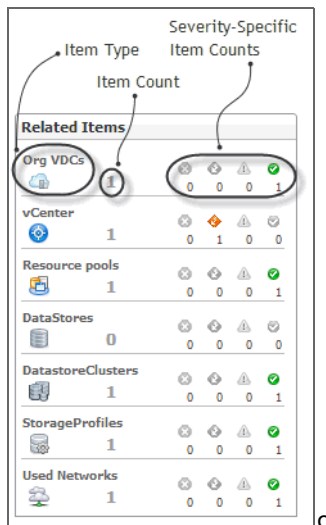 Severity-Specific
Item Type Item Counts
Item Count
Related Items
Org VDCs
1 0 0 0 1
vCenter
1 0 1 0 0
Resource pools
1 0 0 0 1
DataStores
0 0 0 0 0
DatastoreClusters
1 0 0 0 1
StorageProfiles
1 0 0 0 1
Used Networks
1 0 0 0 1